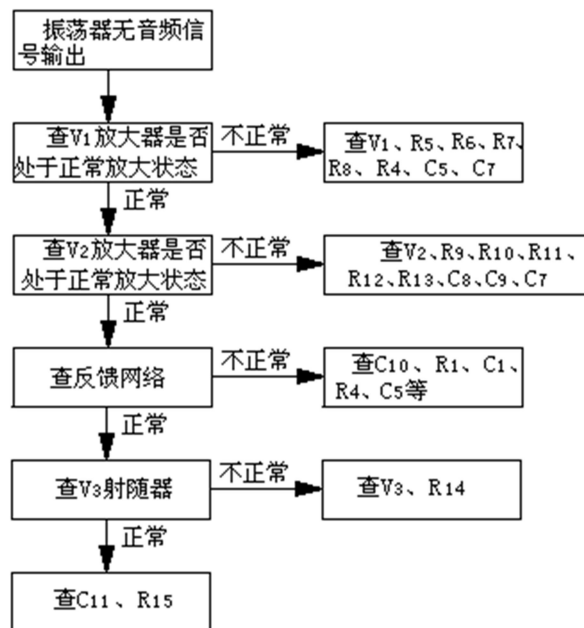 振荡器无音频信
号输出
查V1放大器是否
处于正常放大状态
不正常
查V1、R5、R6、R7、
R8、R4、C5、C7
正常
查V2放大器是否
处于正常放大状态
不正常
查V2、R9、R10、R11、
R12、R13、C8、C9、C7
正常
查反馈网络
不正常
查C10、R1、C1、
R4、C5等
正常
查V3射随器
不正常
查V3、R14
正常
查C11、R15